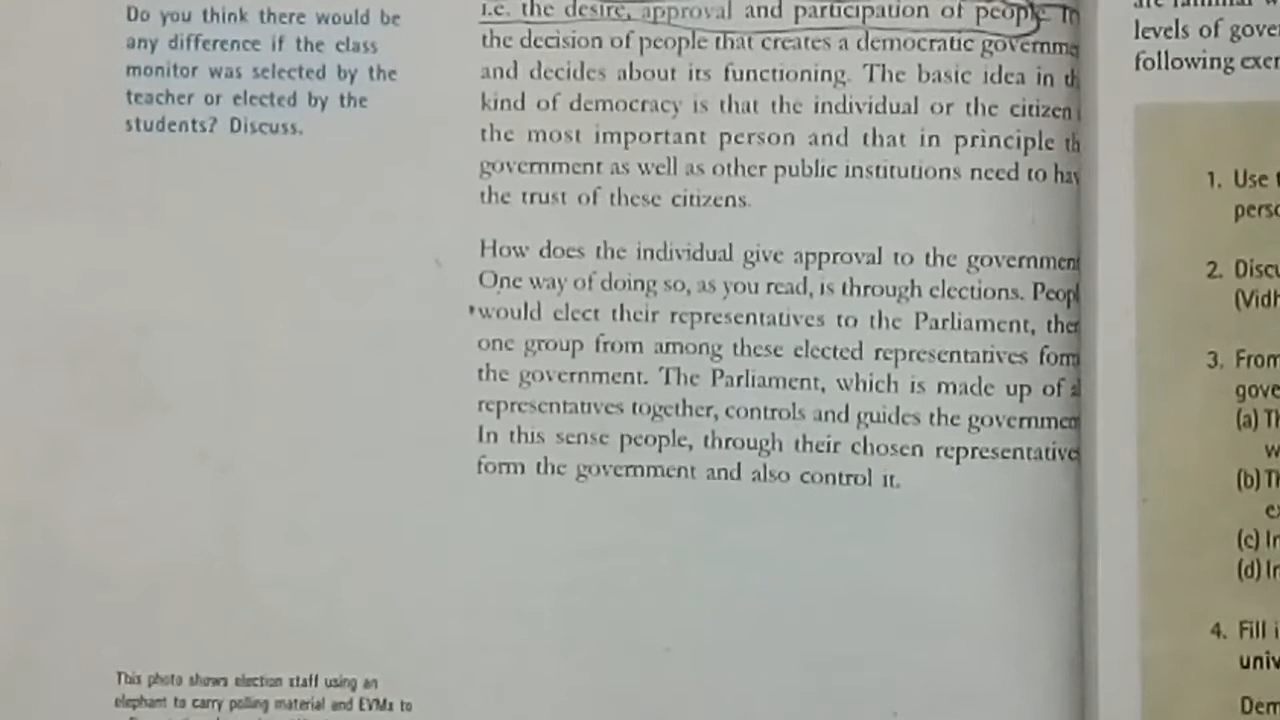 Do you think there would be
any difference if the class
monitor was selected by the
teacher or elected by the
students? Discuss.
i.e. the desire, approval and participation of people
the decision of people that creates a democratic
and decides about its functioning. The basic idea in
kind of democracy is that the individual or the citizen
the most important person and that in principle
government as well as other public institutions need to
the trust of these citizens.
How does the individual give approval to the government
One way of doing so, as you read, is through elections.
would elect their representatives to the Parliament,
one group from among these elected representatives
the government. The Parliament, which is made up of
representatives together, controls and guides the
In this sense people, through their chosen representative
form the government and also control it.
This photo shows election staff using an
elephant to carry polling material and EVMs to
levels of
following
1. Use
2.
3. From
(a)
(b)
(c)
(d)
4. Fill